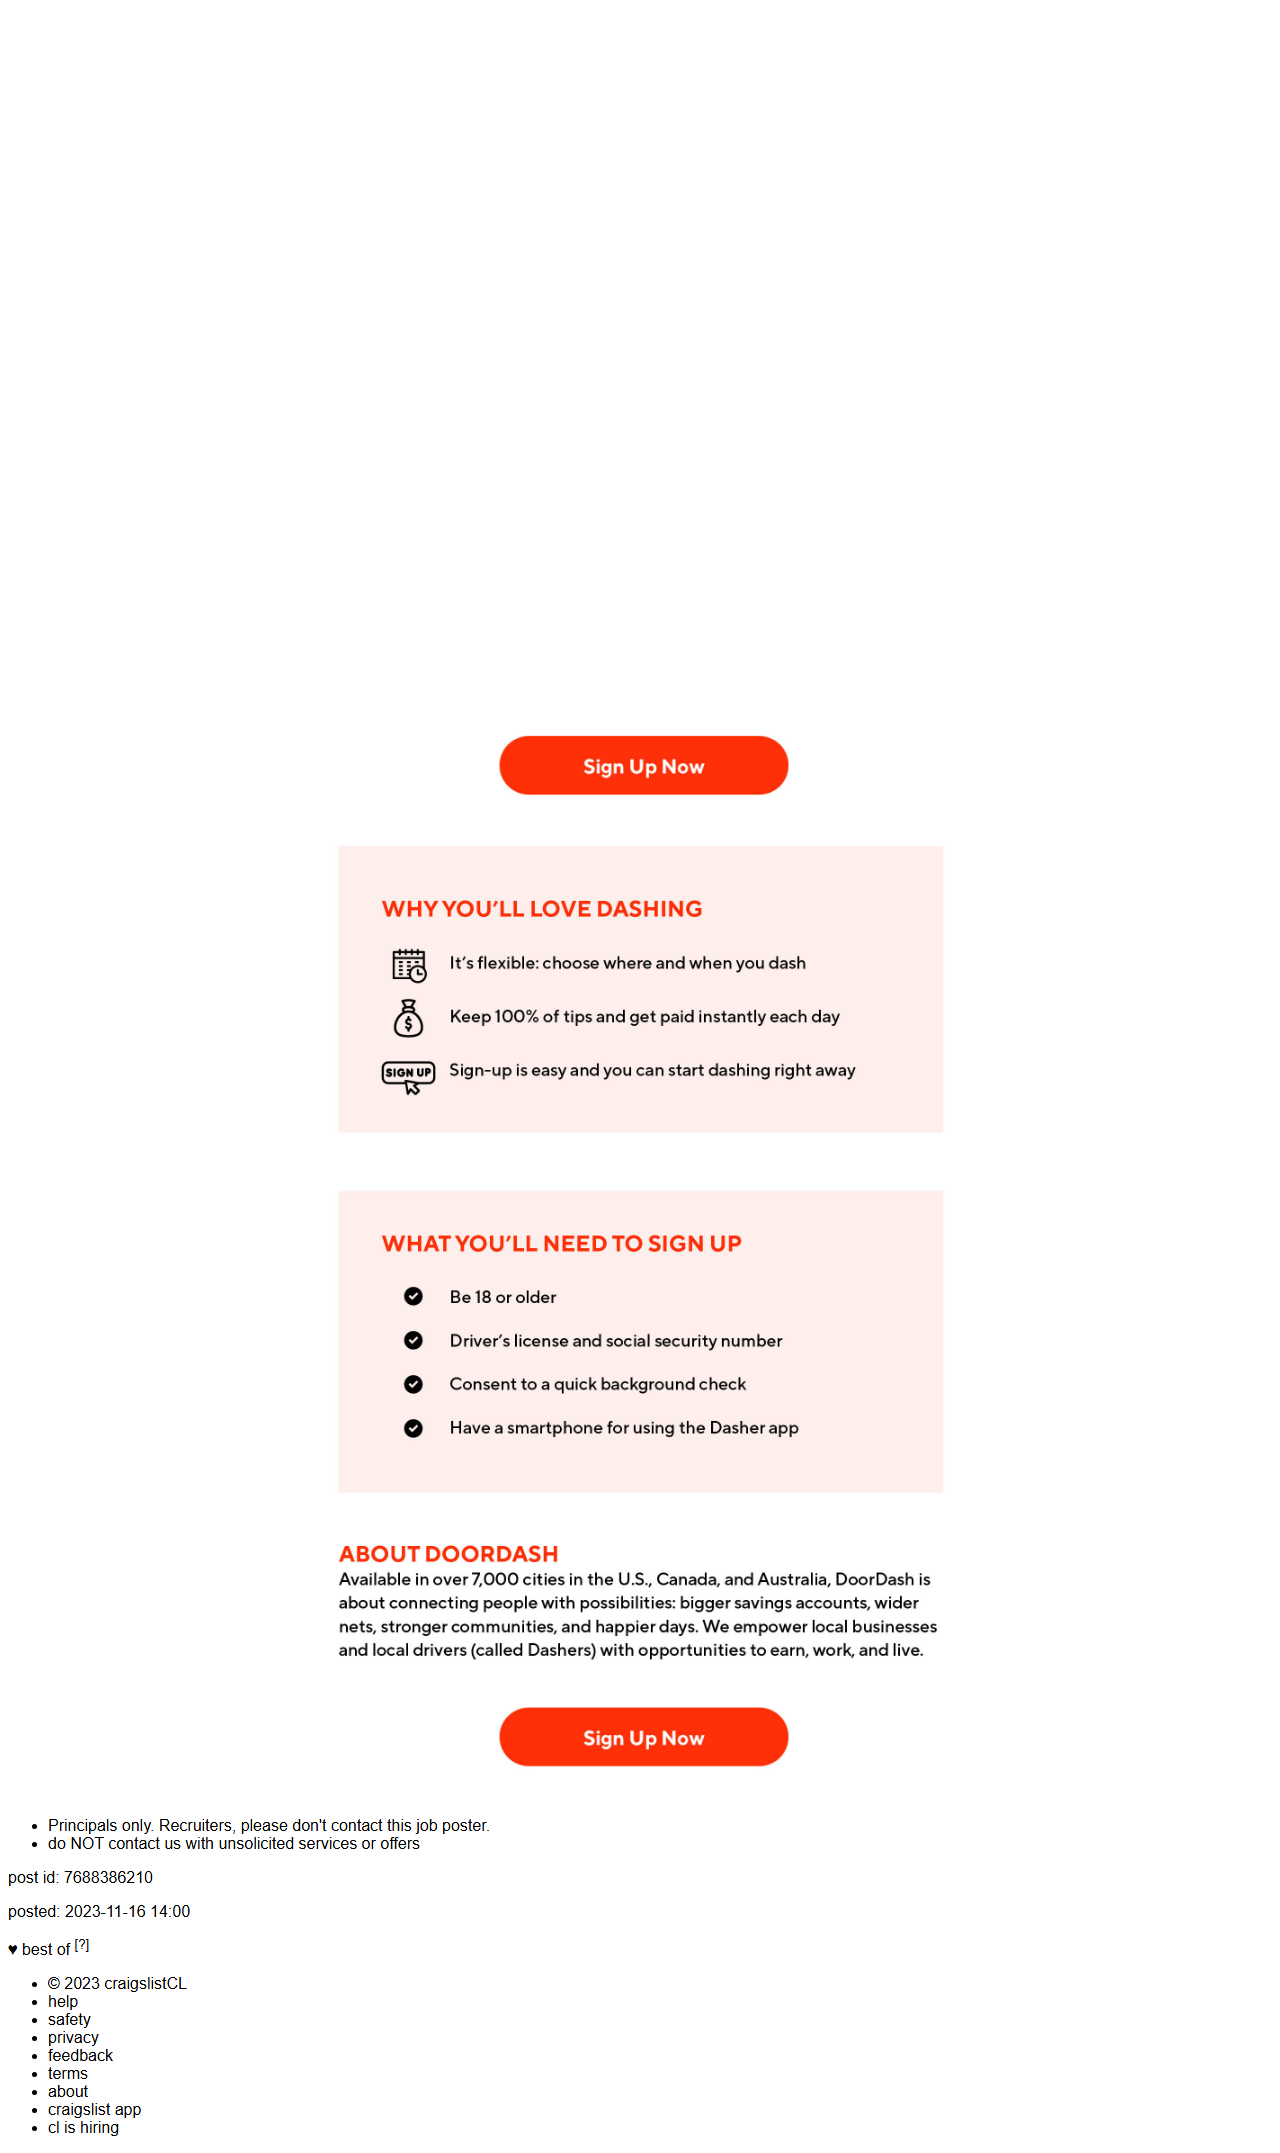 Sign Up Now
WHY YOU’LL LOVE DASHING
It’s flexible: choose where and when you dash
$
Keep 100% of tips and get paid instantly each day
SIGN UP
Sign-up is easy and you can start dashing right away
WHAT YOU’LL NEED TO SIGN UP
Be 18 or older
Driver’s license and social security number
Consent to a quick background check
Have a smartphone for using the Dasher app
ABOUT DOORDASH
Available in over 7,000 cities in the U.S., Canada, and Australia, DoorDash is
about connecting people with possibilities: bigger savings accounts, wider
nets, stronger communities, and happier days. We empower local businesses
and local drivers (called Dashers) with opportunities to earn, work, and live.
Sign Up Now
• Principals only. Recruiters, please don't contact this job poster.
• do NOT contact us with unsolicited services or offers
post id: 7688386210
posted: 2023-11-16 14:00
♥ best of [?]
• © 2023 craigslistCL
• help
• safety
• privacy
• feedback
• terms
• about
• craigslist app
• cl is hiring